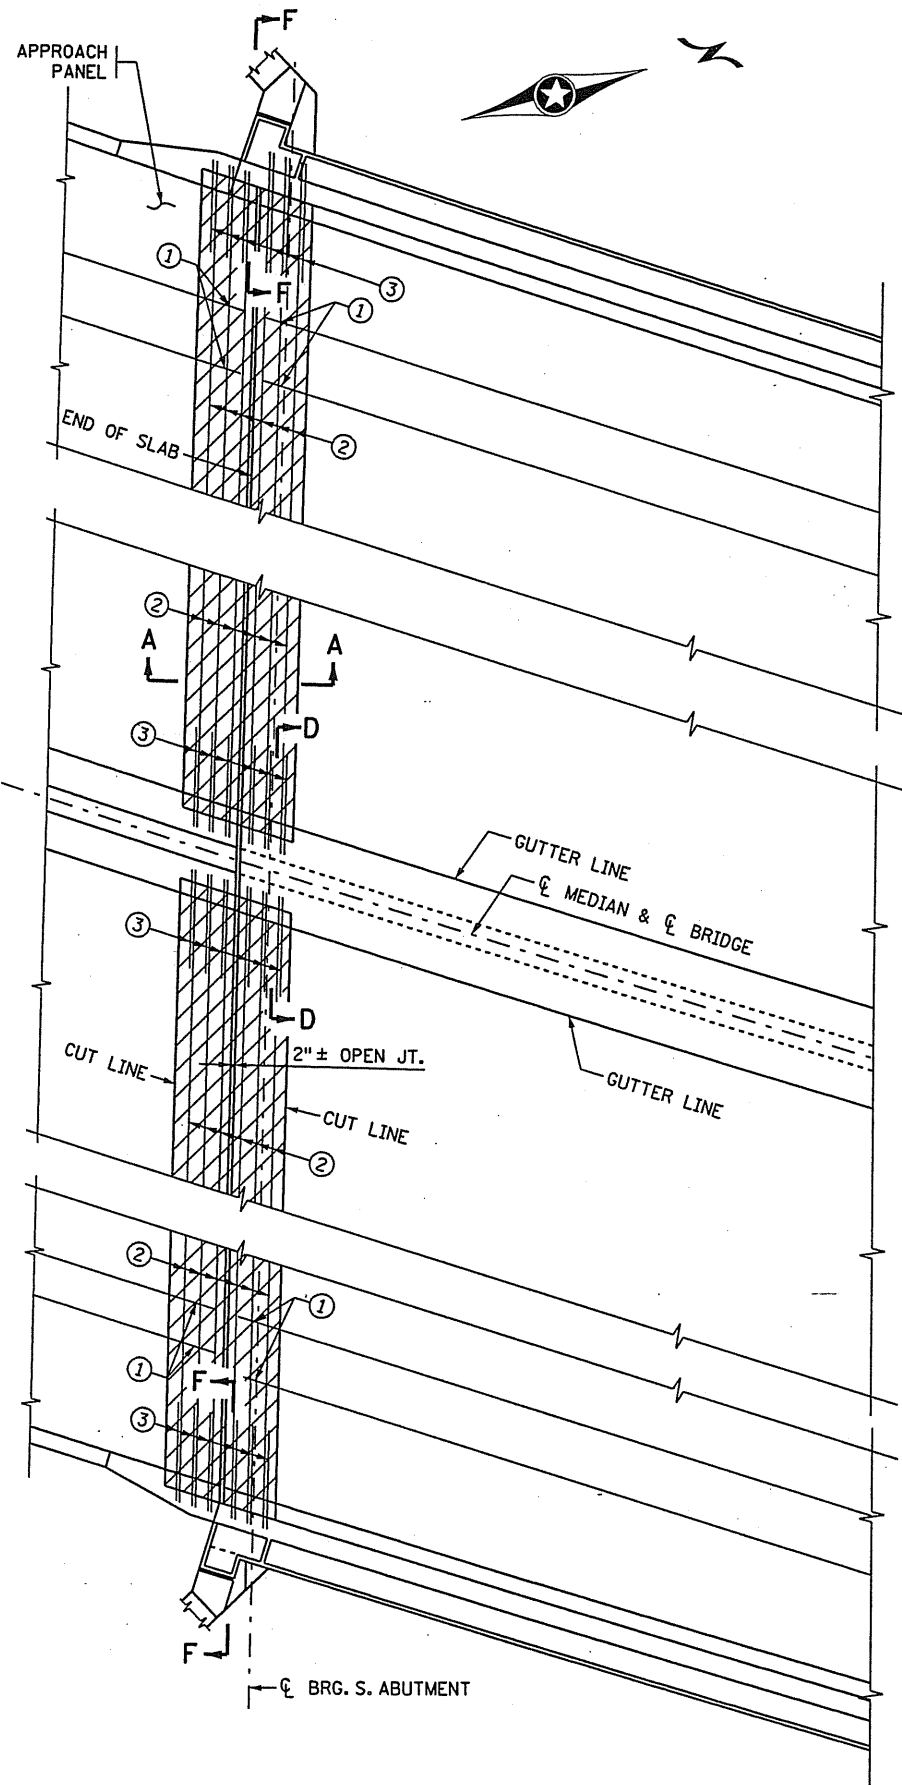 F
APPROACH
PANEL
N
1
3
F
1
END OF SLAB
2
2
A
A
3
D
GUTTER LINE
℄ MEDIAN & ℄ BRIDGE
3
D
2"± OPEN JT.
CUT LINE
GUTTER LINE
CUT LINE
2
2
1
1
F
3
F
℄ BRG. S. ABUTMENT